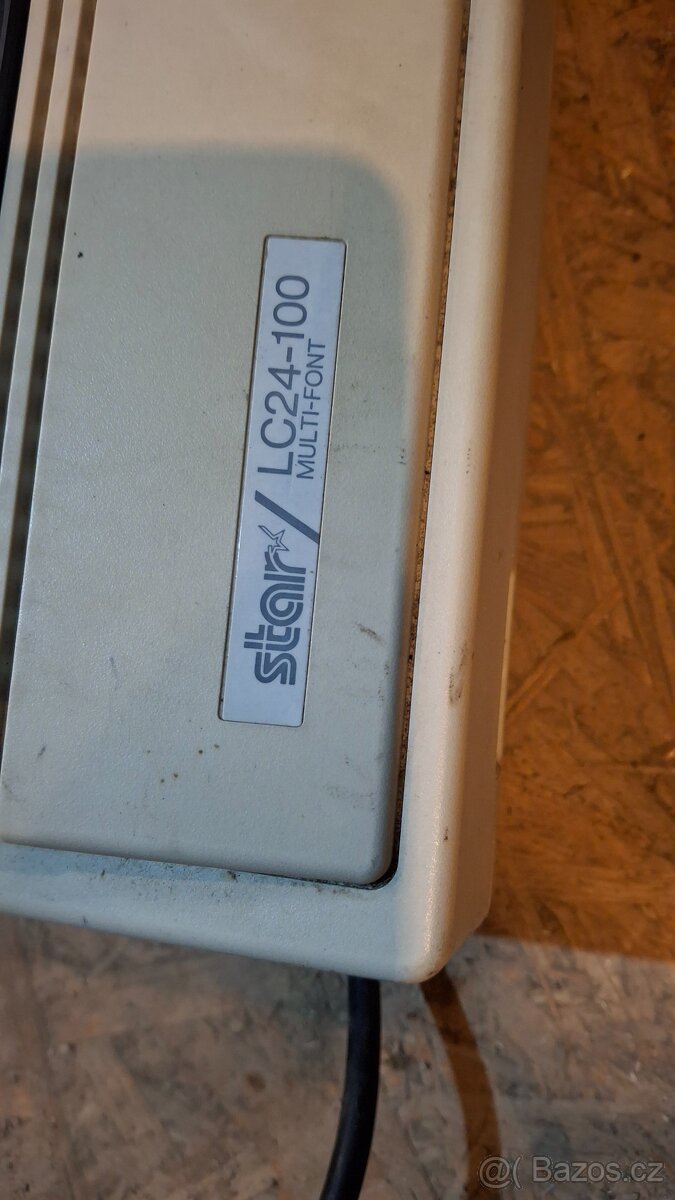 star / LC24-100
MULTI-FONT
@( Bazos.cz